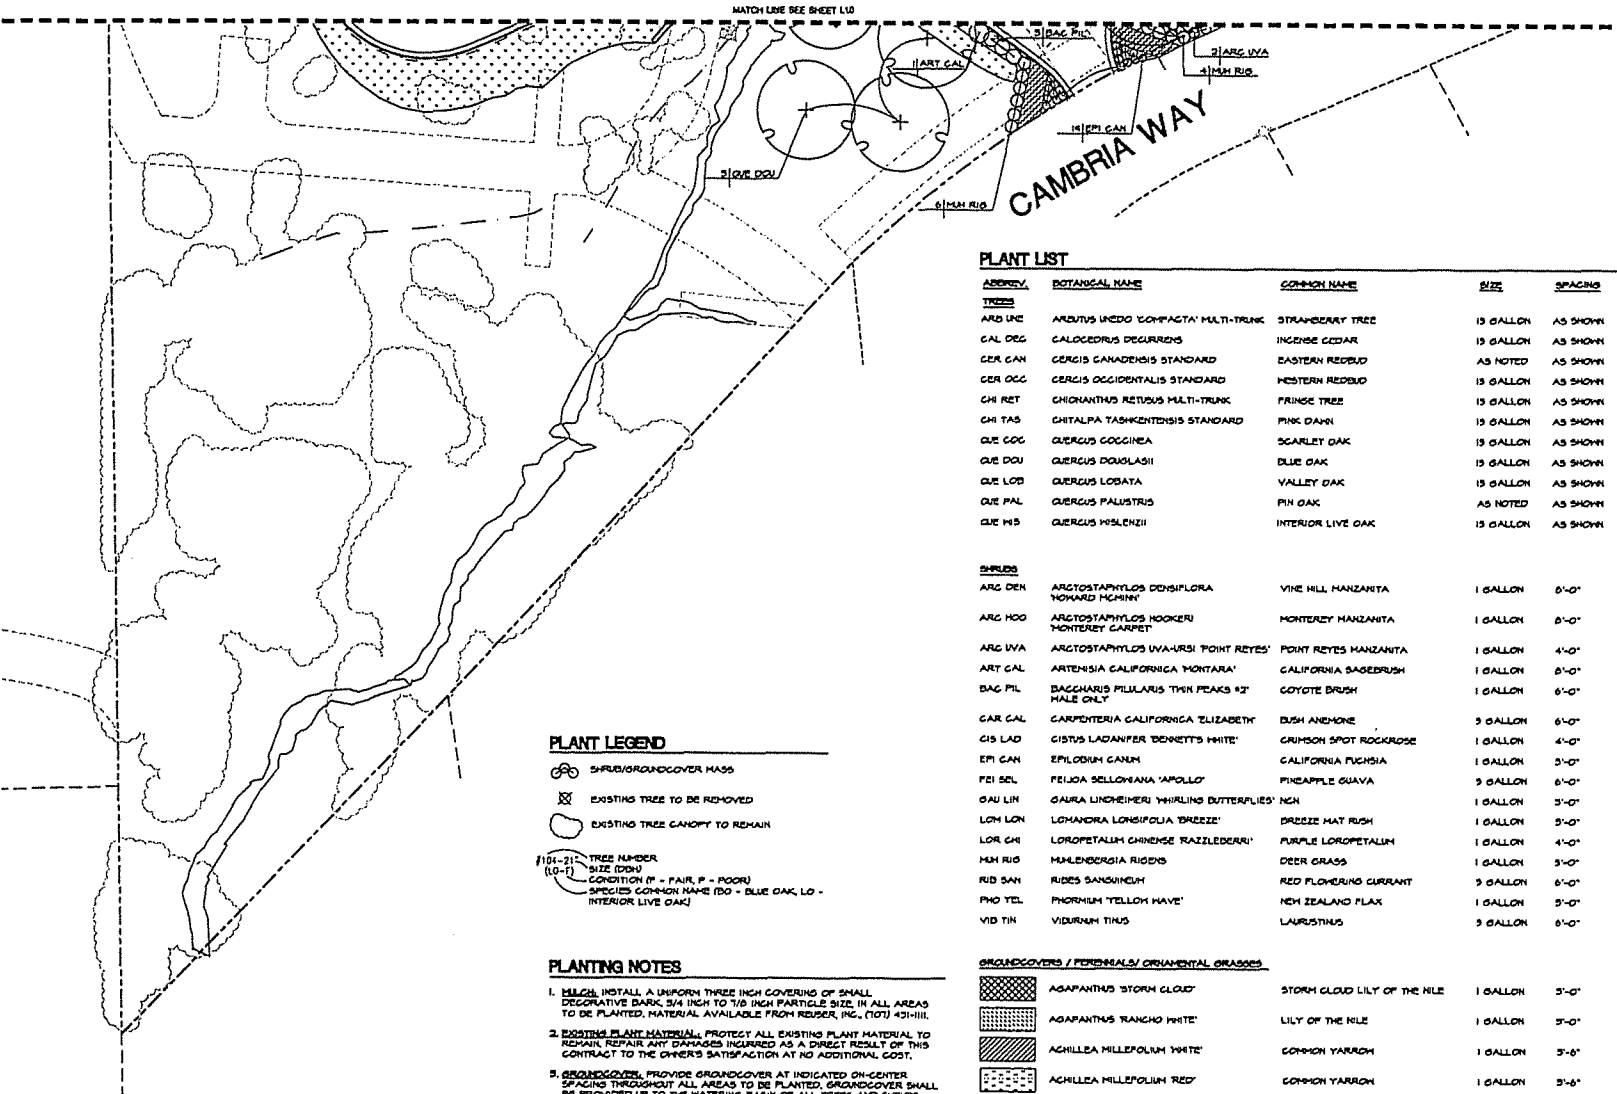 MATCH LINE SEE SHEET L1.0
3 BAC PIL
2 ARC UVA
1 ART CAL
4 MUH RIG
14 EPI CAN
CAMBRIA WAY
3 QUE DOU
6 MUH RIG
PLANT LIST
ABBREV. BOTANICAL NAME COMMON NAME SIZE SPACING
TREES
ARB UNE ARBUTUS UNEDO 'COMPACTA' MULTI-TRUNK STRAWBERRY TREE 15 GALLON AS SHOWN
CAL DEC CALOCEDRUS DECURRENS INCENSE CEDAR 15 GALLON AS SHOWN
CER CAN CERCIS CANADENSIS STANDARD EASTERN REDBUD AS NOTED AS SHOWN
CER OCC CERCIS OCCIDENTALIS STANDARD WESTERN REDBUD 15 GALLON AS SHOWN
CHI RET CHIONANTHUS RETUSUS MULTI-TRUNK FRINGE TREE 15 GALLON AS SHOWN
CHI TAS CHITALPA TASHKENTENSIS STANDARD PINK DAWN 15 GALLON AS SHOWN
QUE COC QUERCUS COCCINEA SCARLET OAK 15 GALLON AS SHOWN
QUE DOU QUERCUS DOUGLASII BLUE OAK 15 GALLON AS SHOWN
QUE LOB QUERCUS LOBATA VALLEY OAK 15 GALLON AS SHOWN
QUE PAL QUERCUS PALUSTRIS PIN OAK AS NOTED AS SHOWN
QUE WIS QUERCUS WISLENZII INTERIOR LIVE OAK 15 GALLON AS SHOWN
SHRUBS
ARC DEN ARCTOSTAPHYLOS DENSIFLORA VINE HILL MANZANITA 1 GALLON 6'-0"
'HOWARD MCMINN'
ARC HOO ARCTOSTAPHYLOS HOOKERI MONTEREY MANZANITA 1 GALLON
'MONTEREY CARPET'
ARC UVA ARCTOSTAPHYLOS UVA-URSI 'POINT REYES' POINT REYES MANZANITA 1 GALLON 4'-0"
ART CAL ARTEMISIA CALIFORNICA 'MONTARA' CALIFORNIA SAGEBRUSH 1 GALLON
BAC PIL BACCHARIS PILULARIS 'TWIN PEAKS #2' COYOTE BRUSH 1 GALLON 6'-0"
MALE ONLY
CAR CAL CARPENTERIA CALIFORNICA 'ELIZABETH' BUSH ANEMONE 5 GALLON 6'-0"
CIS LAD CISTUS LADANIFER 'BENNETT'S WHITE' CRIMSON SPOT ROCKROSE 1 GALLON 4'-0"
EPI CAN EPILOBIUM CANUM CALIFORNIA FUCHSIA 1 GALLON 3'-0"
FEI SEL FEIJOA SELLOWIANA 'APOLLO' PINEAPPLE GUAVA 5 GALLON 6'-0"
GAU LIN GAURA LINDHEIMERI 'WHIRLING BUTTERFLIES' NCN 1 GALLON 3'-0"
LOM LON LOMANDRA LONGIFOLIA 'BREEZE' BREEZE MAT RUSH 1 GALLON 3'-0"
LOR CHI LOROPETALUM CHINENSE 'RAZZLEBERRI' PURPLE LOROPETALUM 1 GALLON 4'-0"
MUH RIG MUHLENBERGIA RIGENS DEER GRASS 1 GALLON 3'-0"
RIB SAN RIBES SANGUINEUM RED FLOWERING CURRANT 5 GALLON 6'-0"
PHO TEL PHORMIUM 'YELLOW WAVE' NEW ZEALAND FLAX 1 GALLON 3'-0"
VIB TIN VIBURNUM TINUS LAURUSTINUS 5 GALLON 6'-0"
GROUNDCOVERS / PERENNIALS/ ORNAMENTAL GRASSES
AGAPANTHUS 'STORM CLOUD' STORM CLOUD LILY OF THE NILE 1 GALLON 3'-0"
AGAPANTHUS 'RANCHO WHITE' LILY OF THE NILE 1 GALLON 3'-0"
ACHILLEA MILLEFOLIUM 'WHITE' COMMON YARROW 1 GALLON 3'-6"
ACHILLEA MILLEFOLIUM 'RED' COMMON YARROW 1 GALLON 3'-6"
PLANT LEGEND
SHRUB/GROUNDCOVER MASS
EXISTING TREE TO BE REMOVED
EXISTING TREE CANOPY TO REMAIN
#104-21" TREE NUMBER
(LO-F) SIZE (DBH)
CONDITION (F - FAIR, P - POOR)
SPECIES COMMON NAME (BO - BLUE OAK, LO -
INTERIOR LIVE OAK)
PLANTING NOTES
1. MULCH: INSTALL A UNIFORM THREE INCH COVERING OF SMALL
DECORATIVE BARK, 3/4 INCH TO 7/8 INCH PARTICLE SIZE, IN ALL AREAS
TO BE PLANTED. MATERIAL AVAILABLE FROM REUSER, INC., (707) 431-1111.
2. EXISTING PLANT MATERIAL: PROTECT ALL EXISTING PLANT MATERIAL TO
REMAIN, REPAIR ANY DAMAGES INCURRED AS A DIRECT RESULT OF THIS
CONTRACT TO THE OWNER'S SATISFACTION AT NO ADDITIONAL COST.
3. GROUNDCOVER: PROVIDE GROUNDCOVER AT INDICATED ON-CENTER
SPACING THROUGHOUT ALL AREAS TO BE PLANTED. GROUNDCOVER SHALL